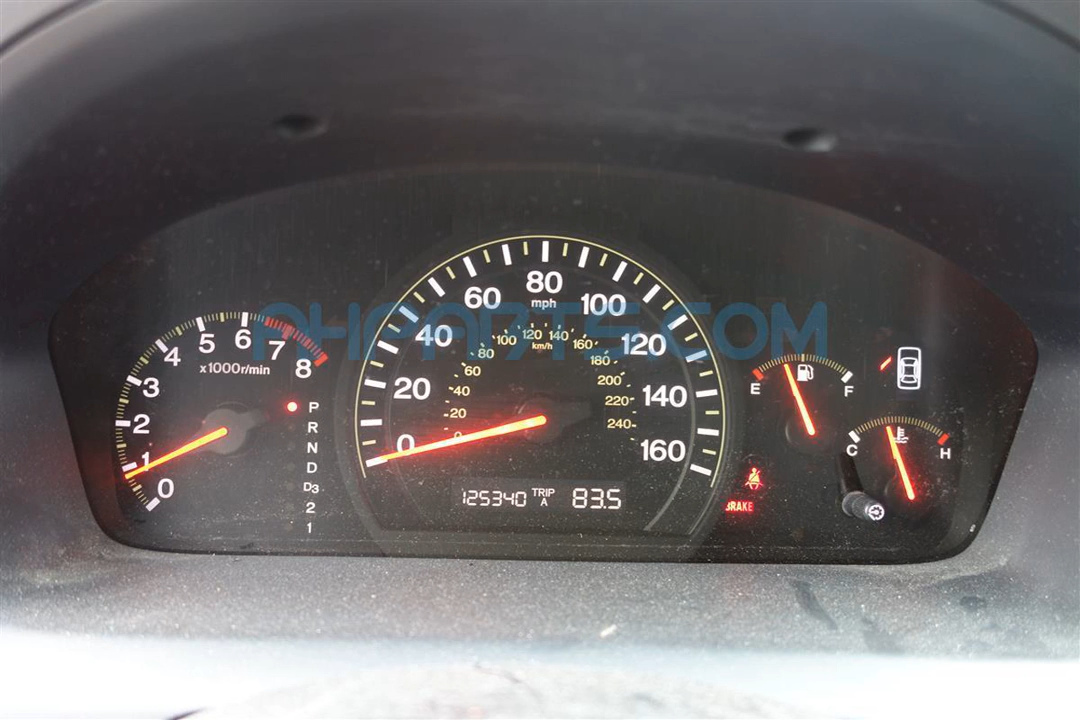 PHPARTS.COM
0 1 2 3 4 5 6 7 8
x1000r/min
P
R
N
D
D3
2
1
0 20 40 60 80 100 120 140 160
mph
0 20 40 60 80 100 120 140 160 180 200 220 240
km/h
125340 TRIP A 83.5
E F
C H
BRAKE